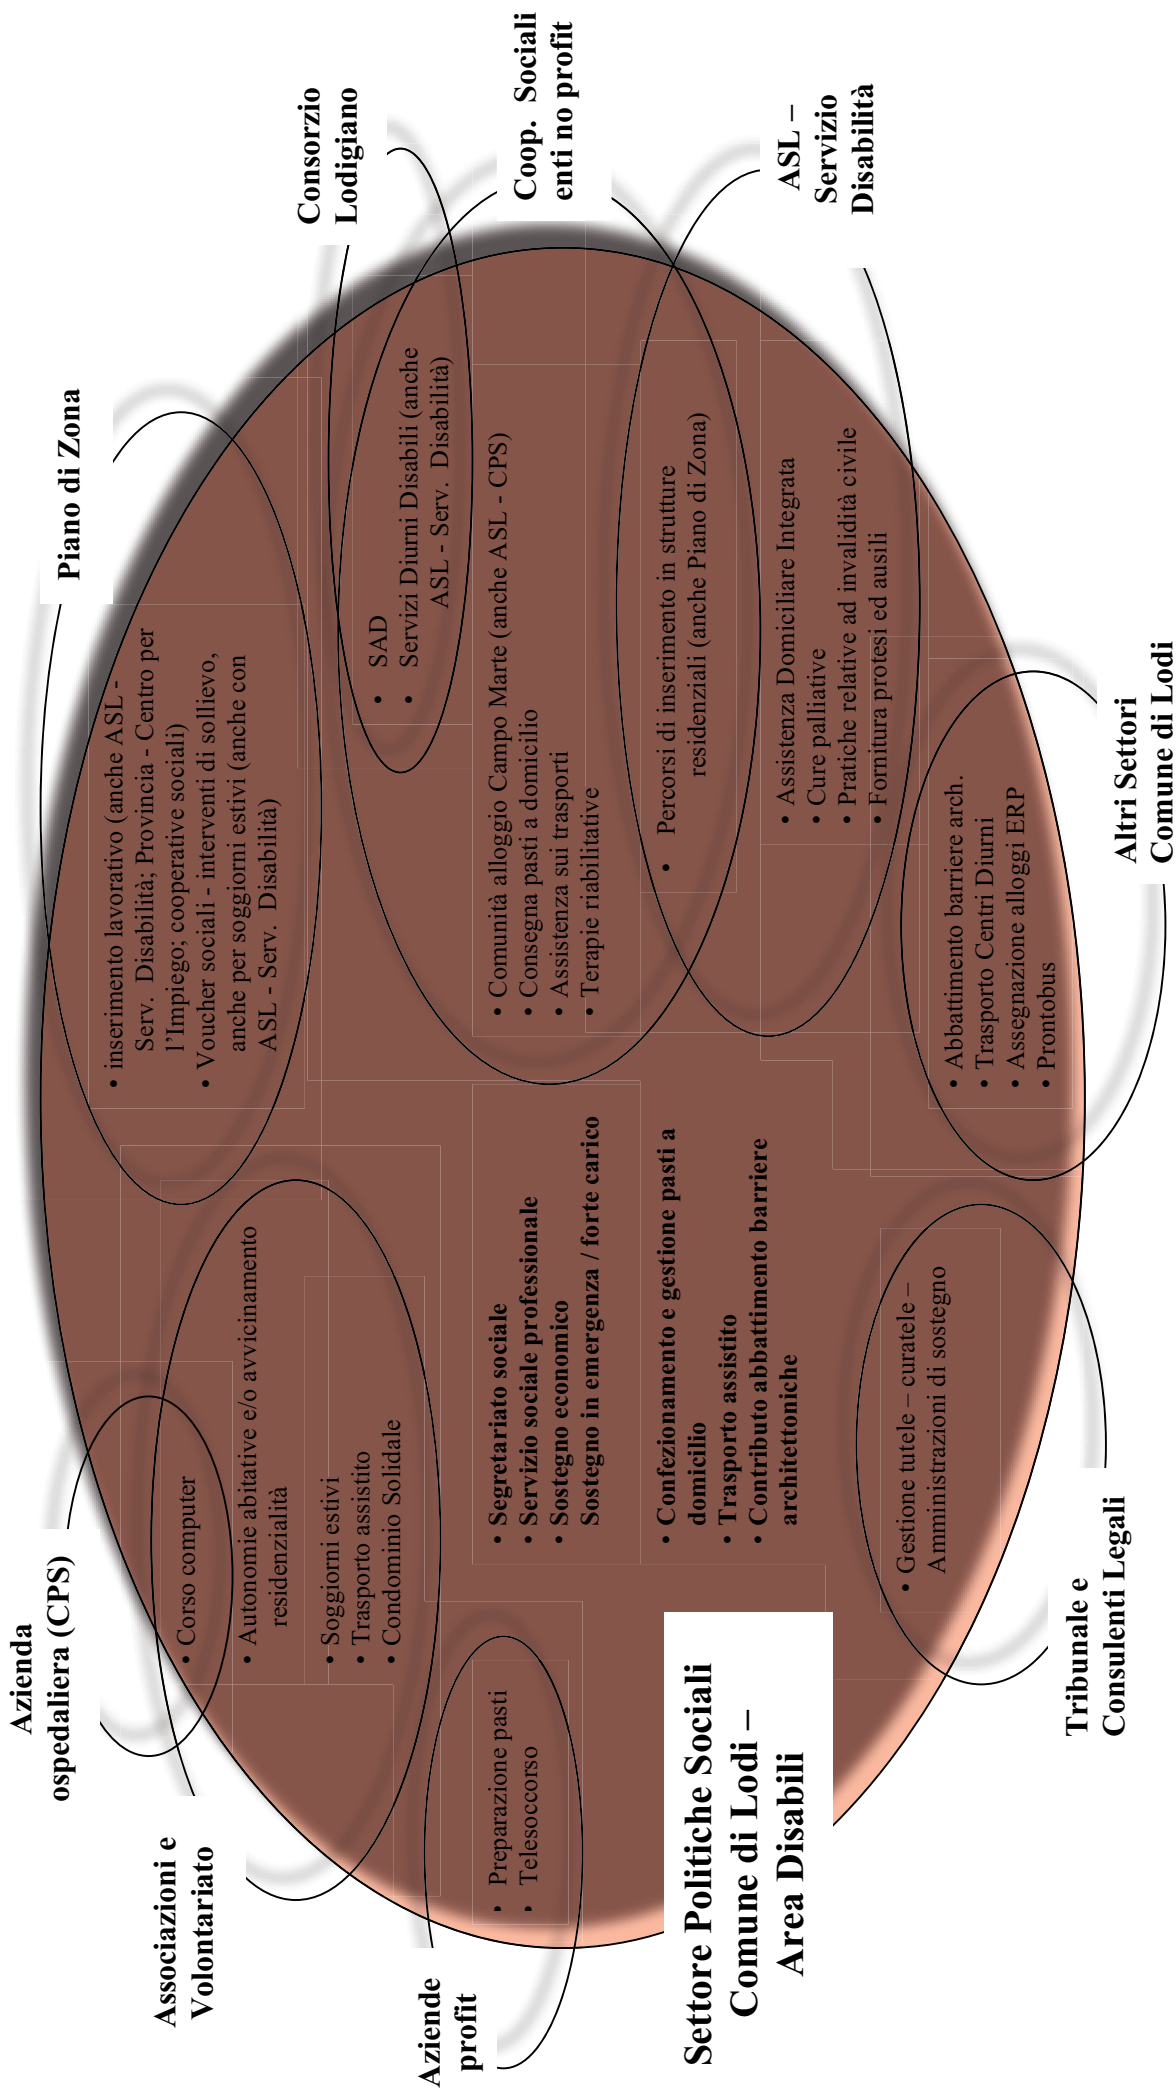 Azienda
ospedaliera (CPS)
Piano di Zona
Associazioni e
Volontariato
Consorzio
Lodigiano
• Corso computer
• Autonomie abitative e/o avvicinamento
residenzialità
• Soggiorni estivi
• Trasporto assistito
• Condominio Solidale
• inserimento lavorativo (anche ASL -
Serv. Disabilità; Provincia - Centro per
l'Impiego; cooperative sociali)
• Voucher sociali - interventi di sollievo,
anche per soggiorni estivi (anche con
ASL - Serv. Disabilità)
• SAD
• Servizi Diurni Disabili (anche
ASL - Serv. Disabilità)
Aziende
profit
• Preparazione pasti
• Telesoccorso
• Segretariato sociale
• Servizio sociale professionale
• Sostegno economico
Sostegno in emergenza / forte carico
• Confezionamento e gestione pasti a
domicilio
• Trasporto assistito
• Contributo abbattimento barriere
architettoniche
• Comunità alloggio Campo Marte (anche ASL - CPS)
• Consegna pasti a domicilio
• Assistenza sui trasporti
• Terapie riabilitative
Coop. Sociali
enti no profit
• Percorsi di inserimento in strutture
residenziali (anche Piano di Zona)
• Assistenza Domiciliare Integrata
• Cure palliative
• Pratiche relative ad invalidità civile
• Fornitura protesi ed ausili
ASL –
Servizio
Disabilità
Settore Politiche Sociali
Comune di Lodi –
Area Disabili
• Gestione tutele – curatele –
Amministrazioni di sostegno
• Abbattimento barriere arch.
• Trasporto Centri Diurni
• Assegnazione alloggi ERP
• Prontobus
Tribunale e
Consulenti Legali
Altri Settori
Comune di Lodi